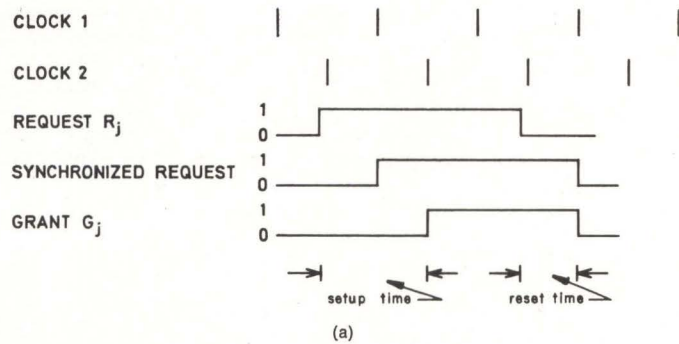 CLOCK 1
CLOCK 2
REQUEST Rj
1
0
SYNCHRONIZED REQUEST
1
0
GRANT Gj
1
0
setup time
reset time
(a)